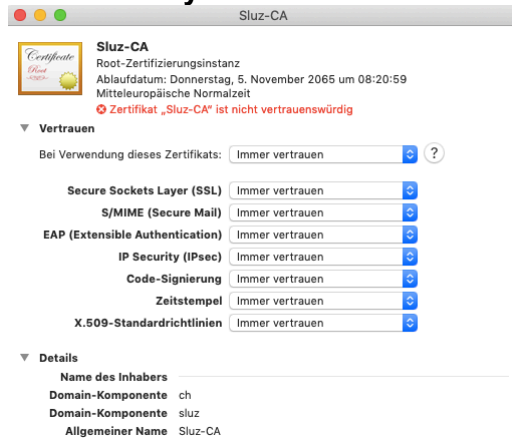 Sluz-CA
Certificate
Root
Sluz-CA
Root-Zertifizierungsinstanz
Ablaufdatum: Donnerstag, 5. November 2065 um 08:20:59
Mitteleuropäische Normalzeit
Zertifikat „Sluz-CA“ ist nicht vertrauenswürdig
Vertrauen
Bei Verwendung dieses Zertifikats: Immer vertrauen ?
Secure Sockets Layer (SSL) Immer vertrauen
S/MIME (Secure Mail) Immer vertrauen
EAP (Extensible Authentication) Immer vertrauen
IP Security (IPsec) Immer vertrauen
Code-Signierung Immer vertrauen
Zeitstempel Immer vertrauen
X.509-Standardrichtlinien Immer vertrauen
Details
Name des Inhabers
Domain-Komponente ch
Domain-Komponente sluz
Allgemeiner Name Sluz-CA